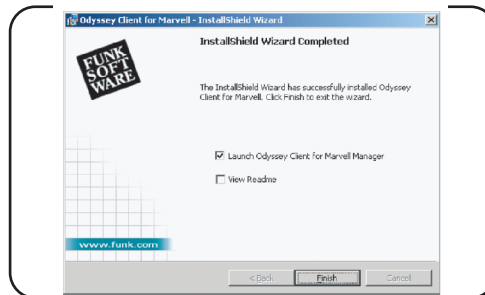 Odyssey Client for Marvell - InstallShield Wizard
InstallShield Wizard Completed
FUNK
SOFT
WARE
The InstallShield Wizard has successfully installed Odyssey
Client for Marvell. Click Finish to exit the wizard.
Launch Odyssey Client for Marvell Manager
View Readme
www.funk.com
< Back
Finish
Cancel